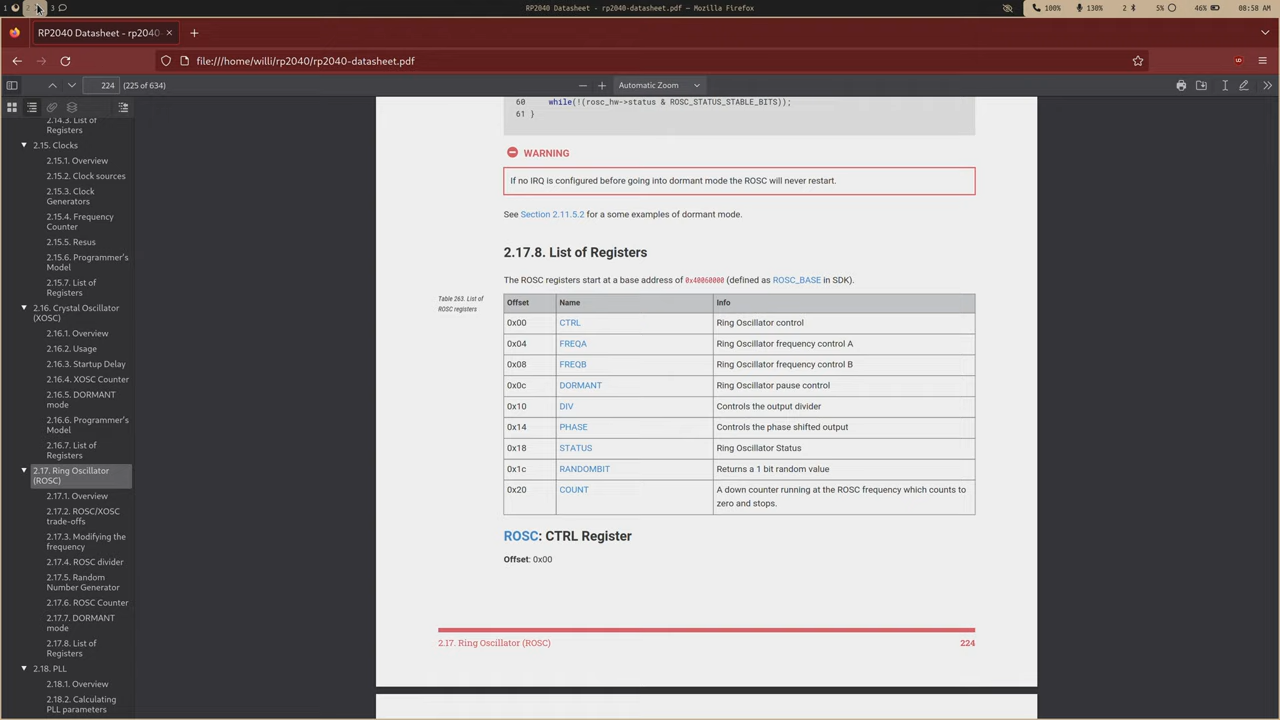 1 2 3
RP2040 Datasheet - rp2040-datasheet.pdf — Mozilla Firefox
100% 130% 2 5% 46% 08:58 AM
RP2040 Datasheet - rp2040-
file:///home/willi/rp2040/rp2040-datasheet.pdf
224 (225 of 634)
Automatic Zoom
2.14.3. List of
Registers
2.15. Clocks
2.15.1. Overview
2.15.2. Clock sources
2.15.3. Clock
Generators
2.15.4. Frequency
Counter
2.15.5. Resus
2.15.6. Programmer's
Model
2.15.7. List of
Registers
2.16. Crystal Oscillator
(XOSC)
2.16.1. Overview
2.16.2. Usage
2.16.3. Startup Delay
2.16.4. XOSC Counter
2.16.5. DORMANT
mode
2.16.6. Programmer's
Model
2.16.7. List of
Registers
2.17. Ring Oscillator
(ROSC)
2.17.1. Overview
2.17.2. ROSC/XOSC
trade-offs
2.17.3. Modifying the
frequency
2.17.4. ROSC divider
2.17.5. Random
Number Generator
2.17.6. ROSC Counter
2.17.7. DORMANT
mode
2.17.8. List of
Registers
2.18. PLL
2.18.1. Overview
2.18.2. Calculating
PLL parameters
60 while(!(rosc_hw->status & ROSC_STATUS_STABLE_BITS));
61 }
WARNING
If no IRQ is configured before going into dormant mode the ROSC will never restart.
See Section 2.11.5.2 for a some examples of dormant mode.
2.17.8. List of Registers
The ROSC registers start at a base address of 0x40060000 (defined as ROSC_BASE in SDK).
Table 263. List of
ROSC registers
Offset Name Info
0x00 CTRL Ring Oscillator control
0x04 FREQA Ring Oscillator frequency control A
0x08 FREQB Ring Oscillator frequency control B
0x0c DORMANT Ring Oscillator pause control
0x10 DIV Controls the output divider
0x14 PHASE Controls the phase shifted output
0x18 STATUS Ring Oscillator Status
0x1c RANDOMBIT Returns a 1 bit random value
0x20 COUNT A down counter running at the ROSC frequency which counts to
zero and stops.
ROSC: CTRL Register
Offset: 0x00
2.17. Ring Oscillator (ROSC) 224